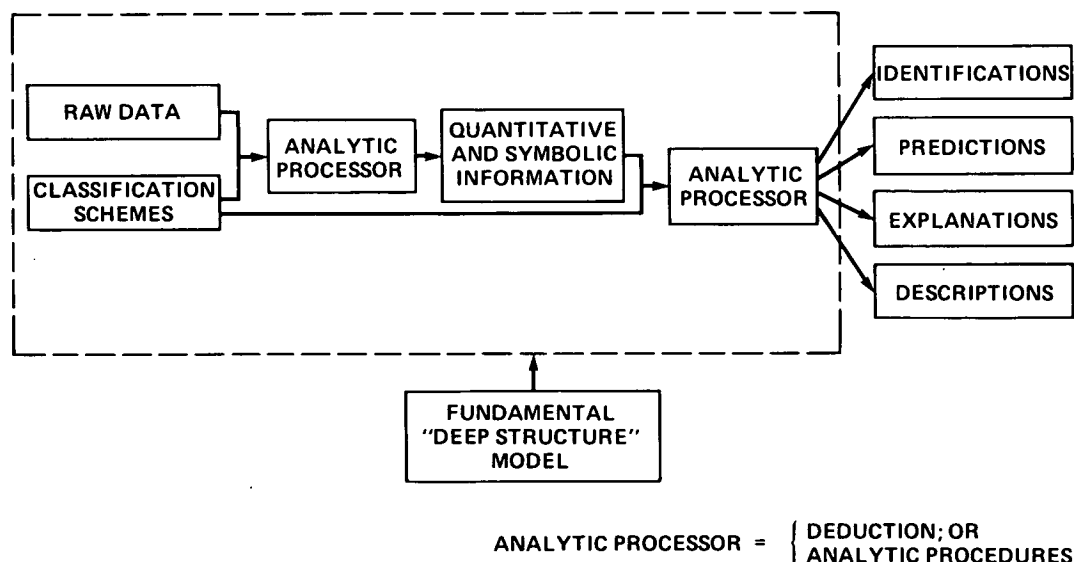 RAW DATA
CLASSIFICATION
SCHEMES
ANALYTIC
PROCESSOR
QUANTITATIVE
AND SYMBOLIC
INFORMATION
ANALYTIC
PROCESSOR
IDENTIFICATIONS
PREDICTIONS
EXPLANATIONS
DESCRIPTIONS
FUNDAMENTAL
"DEEP STRUCTURE"
MODEL
ANALYTIC PROCESSOR = { DEDUCTION; OR
ANALYTIC PROCEDURES